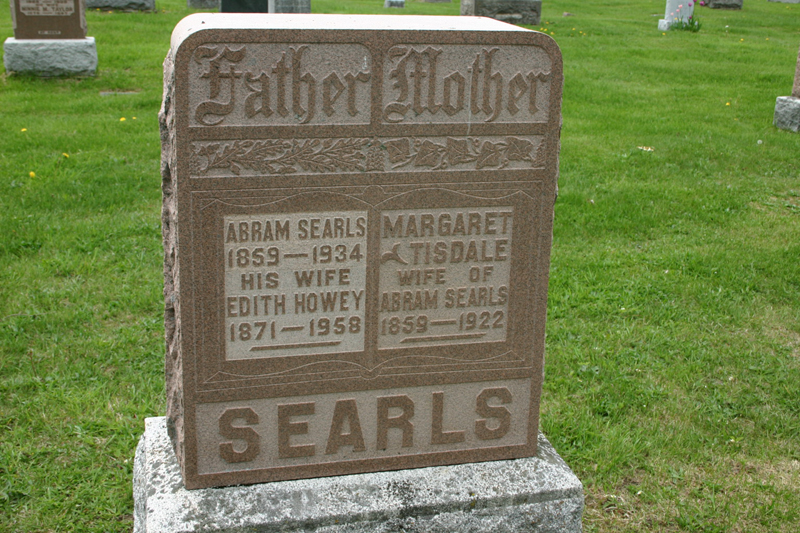 Father
Mother
ABRAM SEARLS
1859—1934
HIS WIFE
EDITH HOWEY
1871—1958
MARGARET
TISDALE
WIFE OF
ABRAM SEARLS
1859—1922
SEARLS